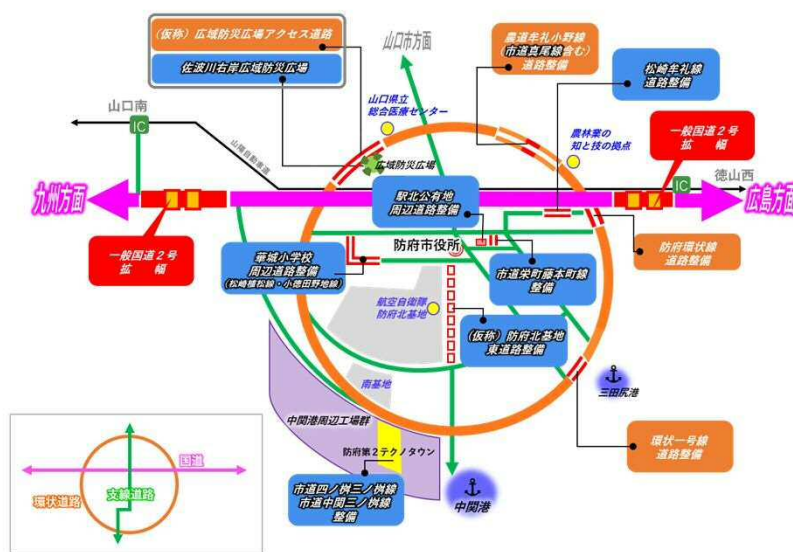 (仮称)広域防災広場アクセス道路
佐波川右岸広域防災広場
山口市方面
農道牟礼小野線
(市道真尾線含む)
道路整備
松崎牟礼線
道路整備
山口南
IC
山陽自動車道
山口県立
総合医療センター
広域防災広場
農林業の
知と技の拠点
一般国道2号
拡 幅
IC
徳山西
九州方面
広島方面
駅北公有地
周辺道路整備
一般国道2号
拡 幅
華城小学校
周辺道路整備
(松崎植松線・小徳田野地線)
防府市役所
市道栄町藤本町線
整備
防府環状線
道路整備
航空自衛隊
防府北基地
(仮称)防府北基地
東道路整備
南基地
三田尻港
中関港周辺工場群
防府第2テクノタウン
環状一号線
道路整備
市道四ノ桝三ノ桝線
市道中関三ノ桝線
整備
中関港
国道
支線道路
環状道路